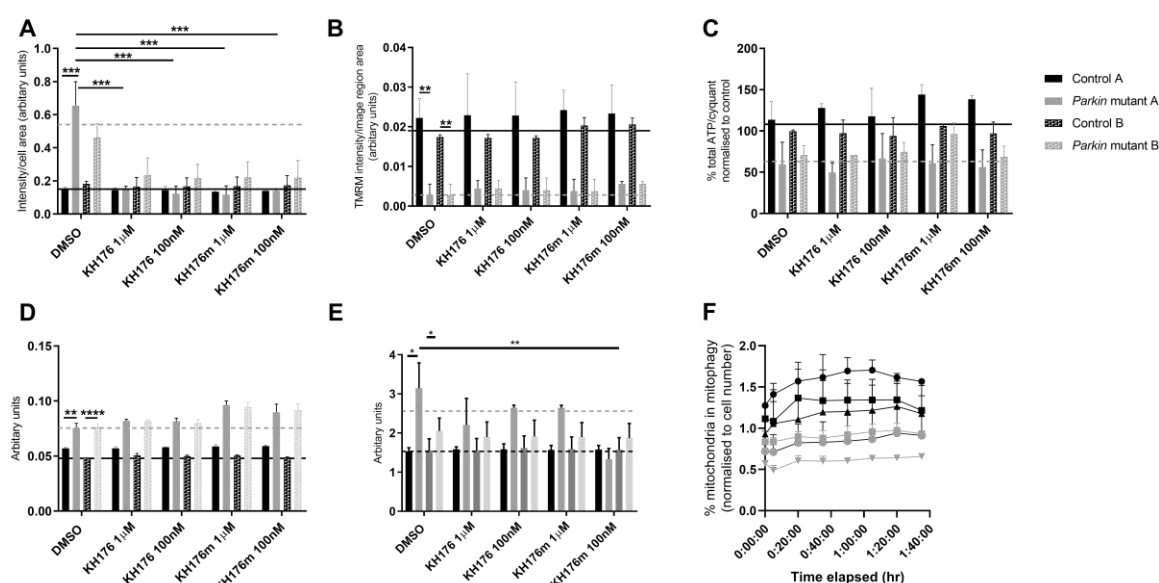 A
Intensity/cell area (arbitary units)
1.0
0.8
0.6
0.4
0.2
0.0
***
***
***
***
***
DMSO
KH176 1μM
KH176 100nM
KH176m 1μM
KH176m 100nM
B
TMRM intensity/image region area
(arbitary units)
0.04
0.03
0.02
0.01
0.00
**
**
DMSO
KH176 1μM
KH176 100nM
KH176m 1μM
KH176m 100nM
C
% total ATP/cyquant
normalised to control
200
150
100
50
0
DMSO
KH176 1μM
KH176 100nM
KH176m 1μM
KH176m 100nM
Control A
Parkin mutant A
Control B
Parkin mutant B
D
Arbitary units
0.15
0.10
0.05
0.00
**
****
DMSO
KH176 1μM
KH176 100nM
KH176m 1μM
KH176m 100nM
E
Arbitary units
4
3
2
1
0
*
*
**
DMSO
KH176 1μM
KH176 100nM
KH176m 1μM
KH176m 100nM
F
% mitochondria in mitophagy
(normalised to cell number)
2.0
1.5
1.0
0.5
0.0
0:00:00
0:20:00
0:40:00
1:00:00
1:20:00
1:40:00
Time elapsed (hr)